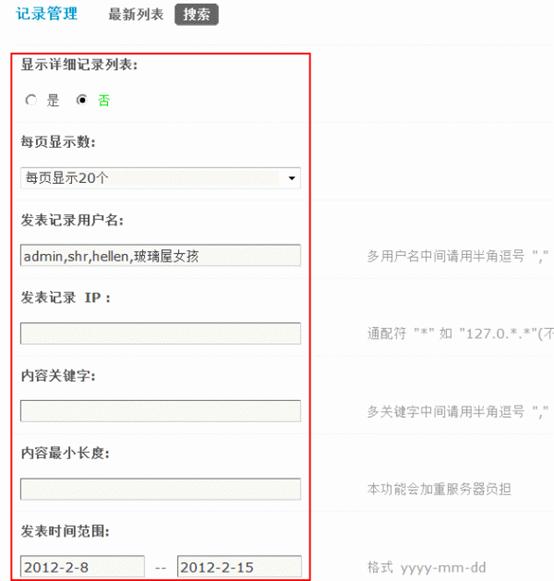 记录管理 最新列表 搜索
显示详细记录列表:
是 否
每页显示数:
每页显示20个
发表记录用户名:
admin,shr,hellen,玻璃屋女孩 多用户名中间请用半角逗号 ","
发表记录 IP :
通配符 "*" 如 "127.0.*.*"(不
内容关键字:
多关键字中间请用半角逗号 ","
内容最小长度:
本功能会加重服务器负担
发表时间范围:
2012-2-8 -- 2012-2-15 格式 yyyy-mm-dd